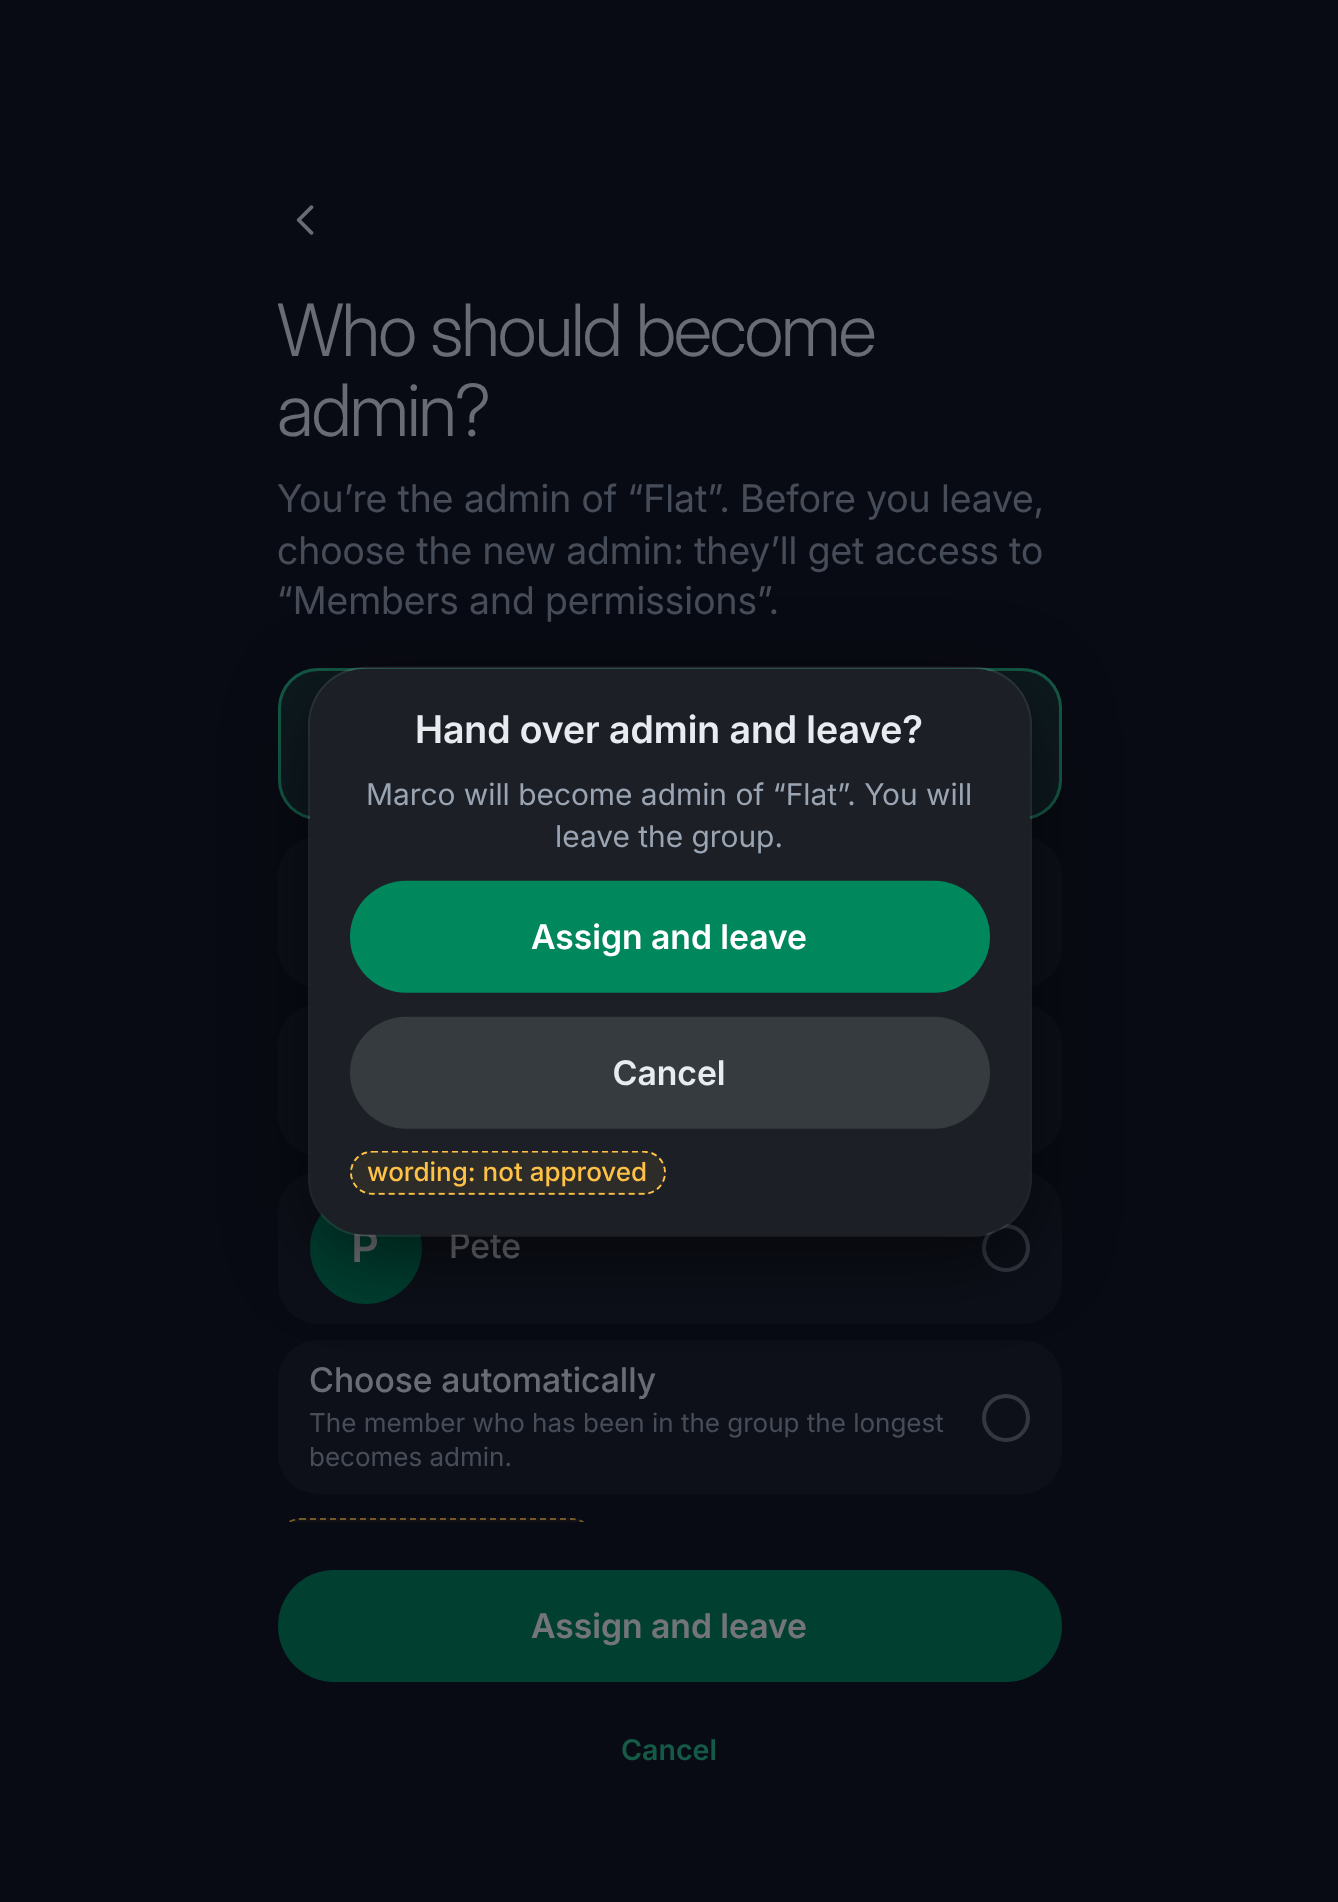 Who should become
admin?
You’re the admin of “Flat”. Before you leave,
choose the new admin: they’ll get access to
“Members and permissions”.
Hand over admin and leave?
Marco will become admin of “Flat”. You will
leave the group.
Assign and leave
Cancel
wording: not approved
P
Pete
Choose automatically
The member who has been in the group the longest
becomes admin.
Assign and leave
Cancel